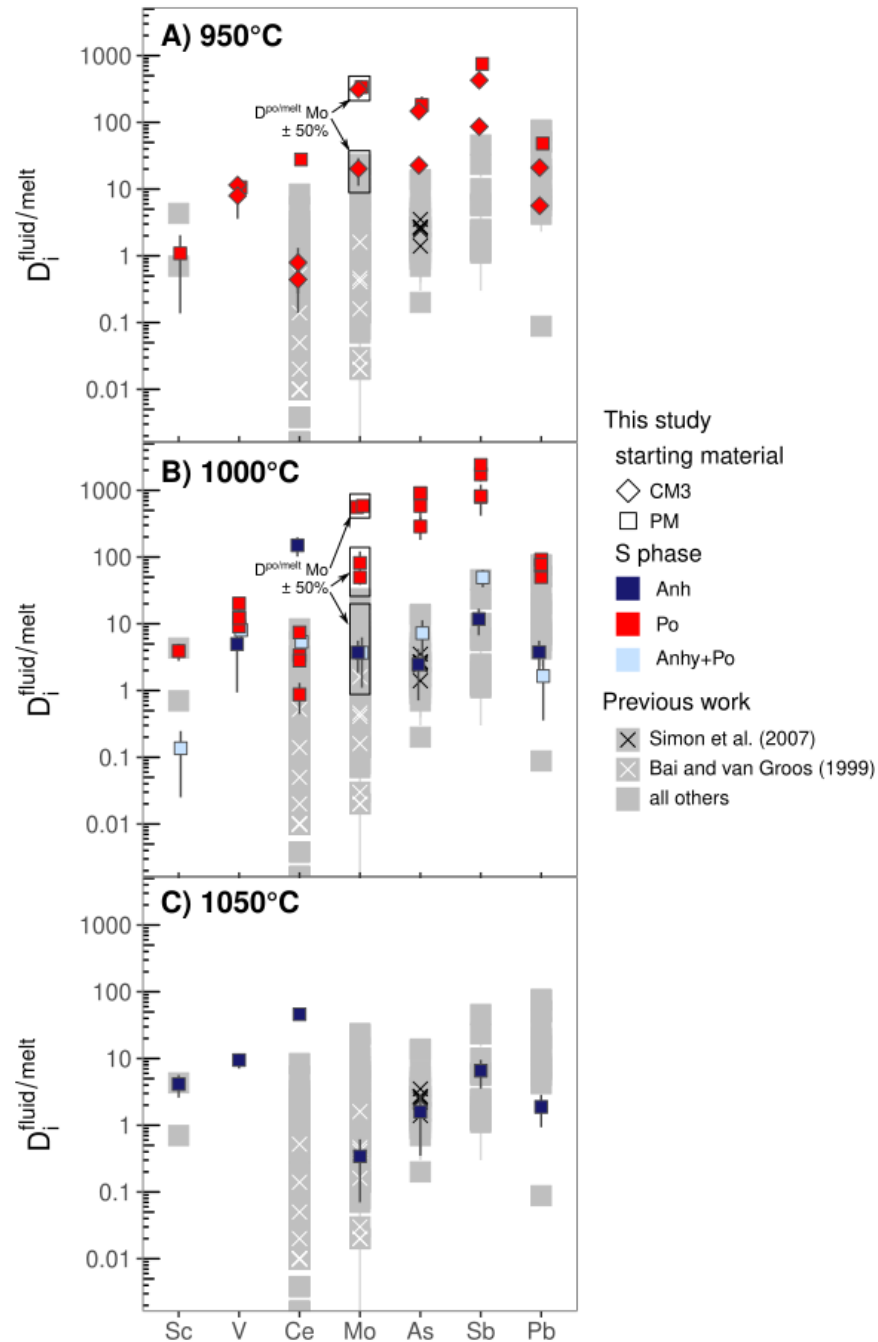 A) 950°C
1000
100
10
1
0.1
0.01
D_i^fluid/melt
D^po/melt Mo
± 50%
B) 1000°C
1000
100
10
1
0.1
0.01
D_i^fluid/melt
D^po/melt Mo
± 50%
This study
starting material
CM3
PM
S phase
Anh
Po
Anhy+Po
Previous work
Simon et al. (2007)
Bai and van Groos (1999)
all others
C) 1050°C
1000
100
10
1
0.1
0.01
D_i^fluid/melt
Sc V Ce Mo As Sb Pb